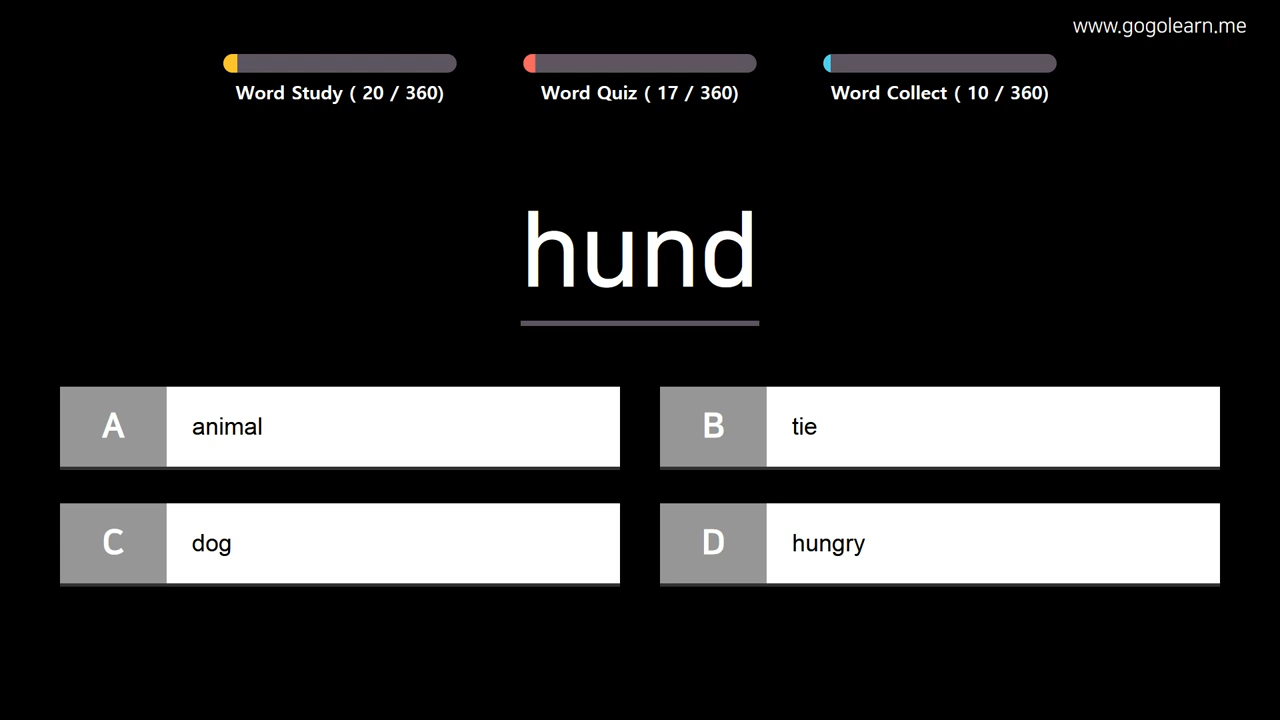 www.gogolearn.me
Word Study ( 20 / 360)
Word Quiz ( 17 / 360)
Word Collect ( 10 / 360)
hund
A animal
B tie
C dog
D hungry